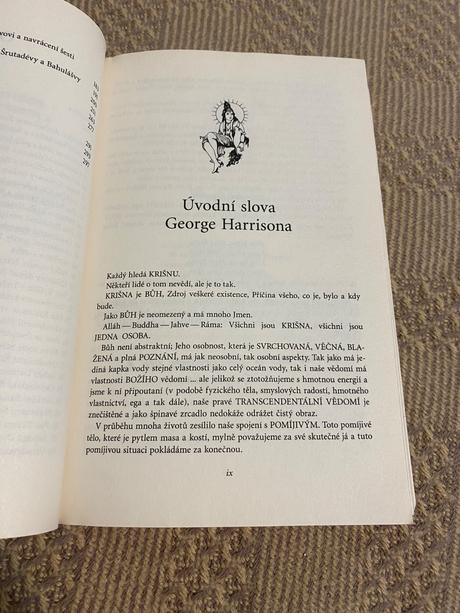 ovi a navrácení šesti
Šrutadévy a Bahulášvy
Úvodní slova
George Harrisona
Každý hledá KRIŠNU.
Někteří lidé o tom nevědí, ale je to tak.
KRIŠNA je BŮH, Zdroj veškeré existence, Příčina všeho, co je, bylo a kdy
bude.
Jako BŮH je neomezený a má mnoho Jmen.
Alláh—Buddha—Jahve—Ráma: Všichni jsou KRIŠNA, všichni jsou
JEDNA OSOBA.
Bůh není abstraktní; Jeho osobnost, která je SVRCHOVANÁ, VĚČNÁ, BLA-
ŽENÁ a plná POZNÁNÍ, má jak neosobní, tak osobní aspekty. Tak jako má je-
diná kapka vody stejné vlastnosti jako celý oceán vody, tak i naše vědomí má
vlastnosti BOŽÍHO vědomí ... ale jelikož se ztotožňujeme s hmotnou energií a
jsme k ní připoutaní (v podobě fyzického těla, smyslových radostí, hmotného
vlastnictví, ega a tak dále), naše pravé TRANSCENDENTÁLNÍ VĚDOMÍ je
znečištěné a jako špinavé zrcadlo nedokáže odrážet čistý obraz.
V průběhu mnoha životů zesílilo naše spojení s POMÍJIVÝM. Toto pomíjivé
tělo, které je pytlem masa a kostí, mylně považujeme za své skutečné já a tuto
pomíjivou situaci pokládáme za konečnou.
ix